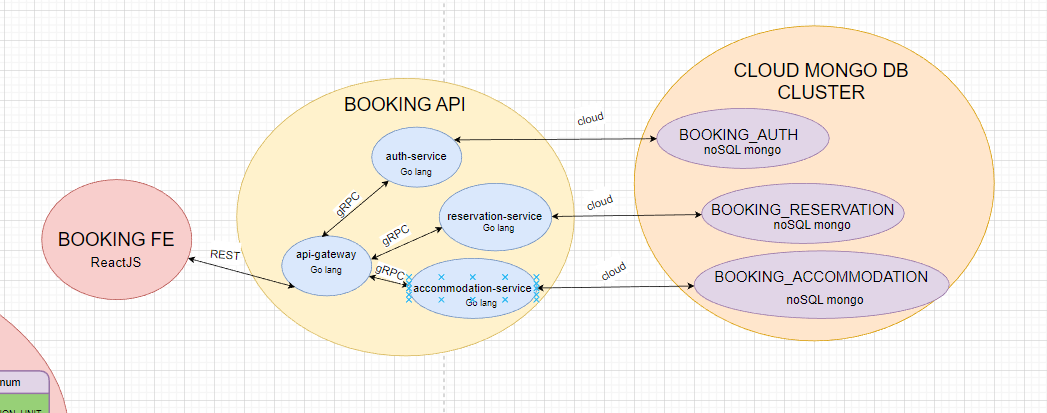 CLOUD MONGO DB
CLUSTER
BOOKING API
cloud
BOOKING_AUTH
noSQL mongo
auth-service
Go lang
gRPC
cloud
BOOKING_RESERVATION
noSQL mongo
reservation-service
Go lang
gRPC
BOOKING FE
ReactJS
REST
api-gateway
Go lang
gRPC
cloud
BOOKING_ACCOMMODATION
noSQL mongo
accommodation-service
Go lang
num
ION_UNIT